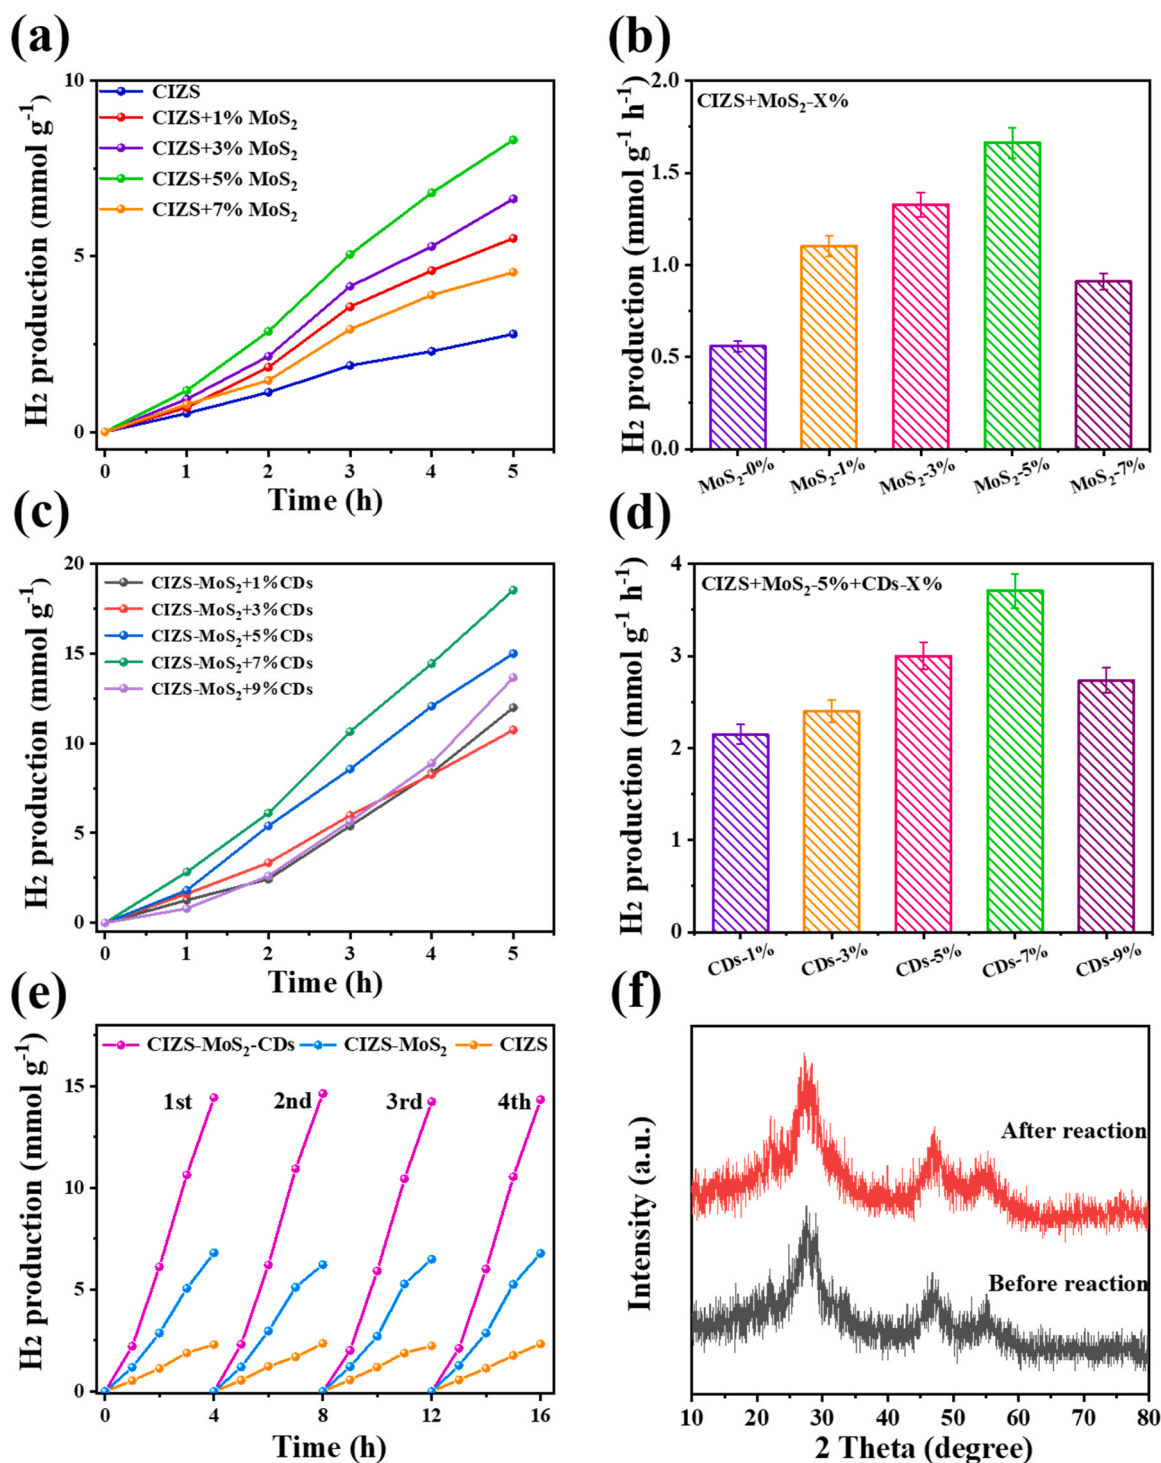 (a)
H₂ production (mmol g⁻¹)
10
5
0
CIZS
CIZS+1% MoS₂
CIZS+3% MoS₂
CIZS+5% MoS₂
CIZS+7% MoS₂
0 1 2 3 4 5
Time (h)
(b)
H₂ production (mmol g⁻¹ h⁻¹)
2.0
1.5
1.0
0.5
0.0
CIZS+MoS₂-X%
MoS₂-0% MoS₂-1% MoS₂-3% MoS₂-5% MoS₂-7%
(c)
H₂ production (mmol g⁻¹)
20
15
10
5
0
CIZS-MoS₂+1%CDs
CIZS-MoS₂+3%CDs
CIZS-MoS₂+5%CDs
CIZS-MoS₂+7%CDs
CIZS-MoS₂+9%CDs
0 1 2 3 4 5
Time (h)
(d)
H₂ production (mmol g⁻¹ h⁻¹)
4
3
2
1
0
CIZS+MoS₂-5%+CDs-X%
CDs-1% CDs-3% CDs-5% CDs-7% CDs-9%
(e)
H₂ production (mmol g⁻¹)
15
10
5
0
CIZS-MoS₂-CDs CIZS-MoS₂ CIZS
1st 2nd 3rd 4th
0 4 8 12 16
Time (h)
(f)
Intensity (a.u.)
After reaction
Before reaction
10 20 30 40 50 60 70 80
2 Theta (degree)